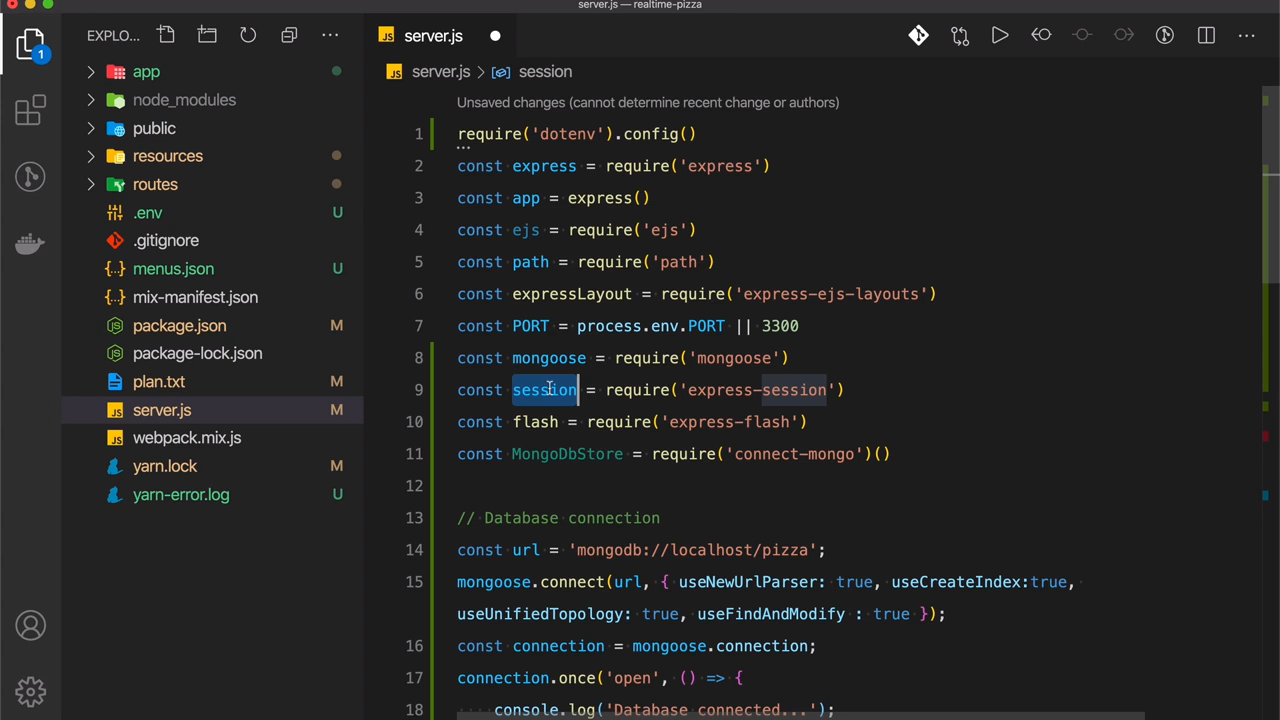 server.js — realtime-pizza
1
EXPLO...
server.js
server.js > session
app
node_modules
public
resources
routes
.env U
.gitignore
menus.json U
mix-manifest.json
package.json M
package-lock.json
plan.txt M
server.js M
webpack.mix.js
yarn.lock M
yarn-error.log U
Unsaved changes (cannot determine recent change or authors)
1 require('dotenv').config()
2 const express = require('express')
3 const app = express()
4 const ejs = require('ejs')
5 const path = require('path')
6 const expressLayout = require('express-ejs-layouts')
7 const PORT = process.env.PORT || 3300
8 const mongoose = require('mongoose')
9 const session = require('express-session')
10 const flash = require('express-flash')
11 const MongoDbStore = require('connect-mongo')()
12
13 // Database connection
14 const url = 'mongodb://localhost/pizza';
15 mongoose.connect(url, { useNewUrlParser: true, useCreateIndex:true,
useUnifiedTopology: true, useFindAndModify : true });
16 const connection = mongoose.connection;
17 connection.once('open', () => {
18 console.log('Database connected...');